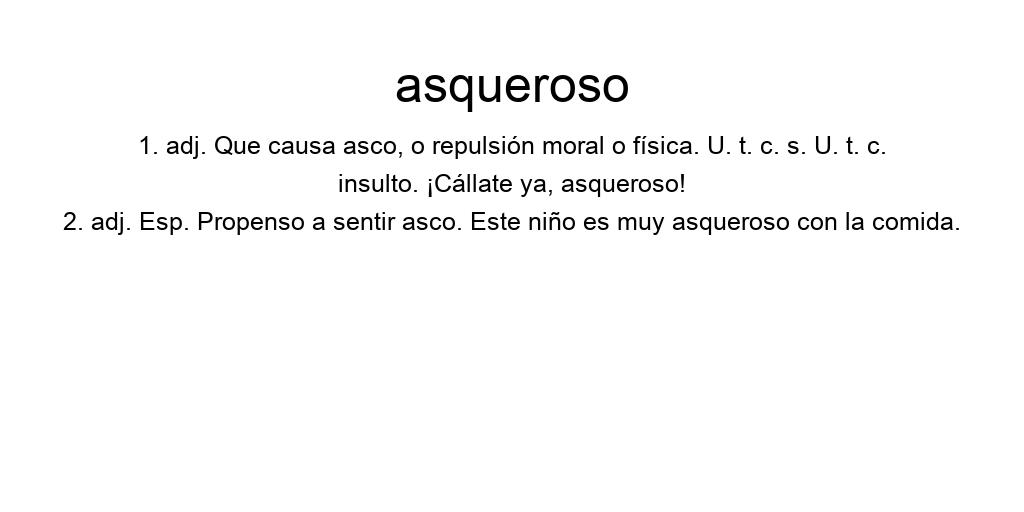 asqueroso
1. adj. Que causa asco, o repulsión moral o física. U. t. c. s. U. t. c.
insulto. ¡Cállate ya, asqueroso!
2. adj. Esp. Propenso a sentir asco. Este niño es muy asqueroso con la comida.